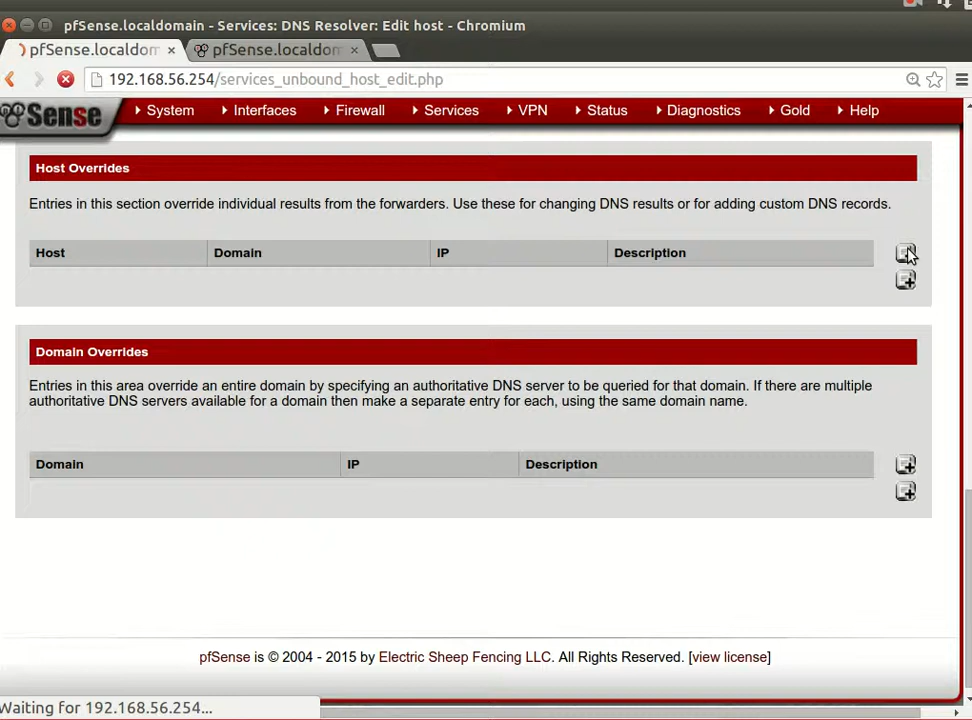 pfSense.localdomain - Services: DNS Resolver: Edit host - Chromium
pfSense.localdom
pfSense.localdom
192.168.56.254/services_unbound_host_edit.php
Sense
System
Interfaces
Firewall
Services
VPN
Status
Diagnostics
Gold
Help
Host Overrides
Entries in this section override individual results from the forwarders. Use these for changing DNS results or for adding custom DNS records.
Host
Domain
IP
Description
Domain Overrides
Entries in this area override an entire domain by specifying an authoritative DNS server to be queried for that domain. If there are multiple
authoritative DNS servers available for a domain then make a separate entry for each, using the same domain name.
Domain
IP
Description
pfSense is © 2004 - 2015 by Electric Sheep Fencing LLC. All Rights Reserved. [view license]
Waiting for 192.168.56.254...